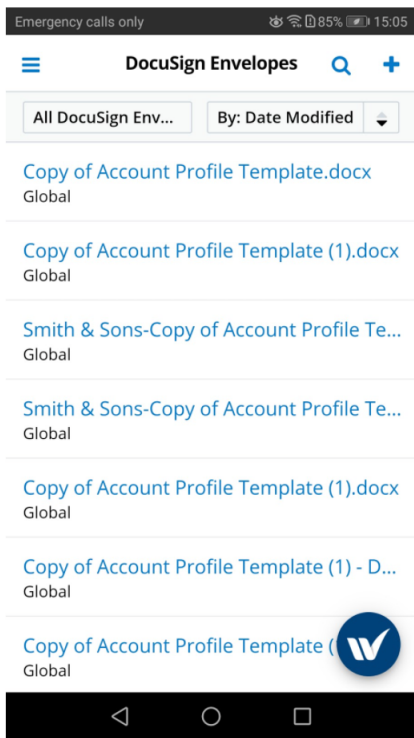 Emergency calls only 85% 15:05
DocuSign Envelopes
All DocuSign Env... By: Date Modified
Copy of Account Profile Template.docx
Global
Copy of Account Profile Template (1).docx
Global
Smith & Sons-Copy of Account Profile Te...
Global
Smith & Sons-Copy of Account Profile Te...
Global
Copy of Account Profile Template (1).docx
Global
Copy of Account Profile Template (1) - D...
Global
Copy of Account Profile Template (
Global